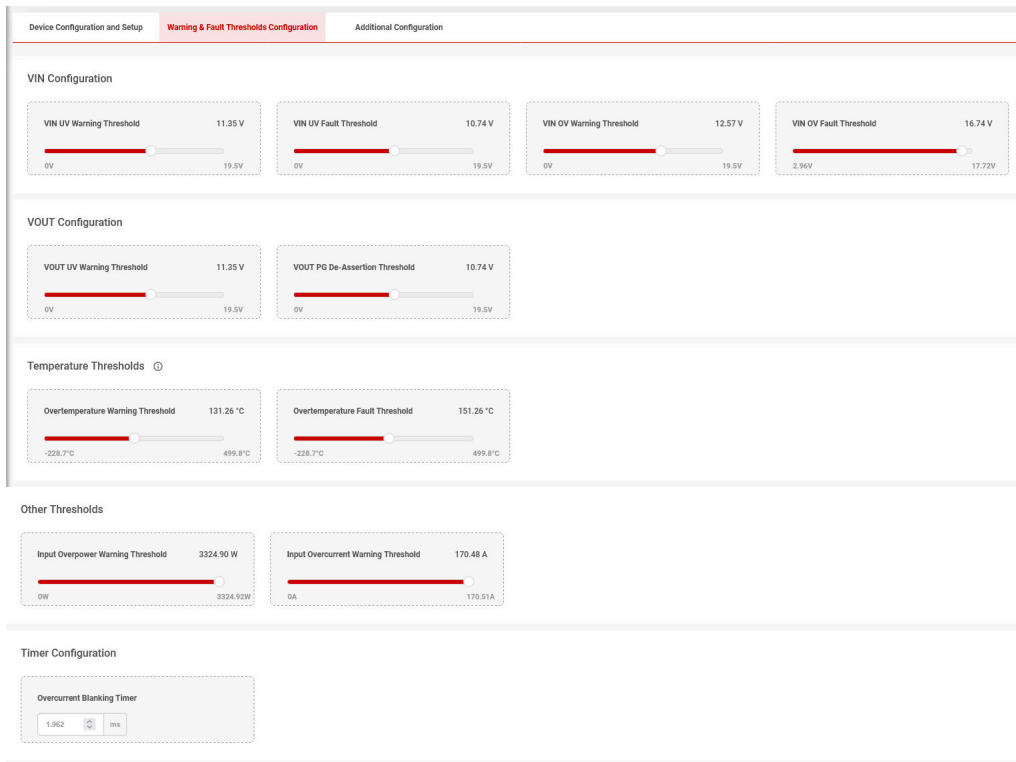 Device Configuration and Setup Warning & Fault Thresholds Configuration Additional Configuration
VIN Configuration
VIN UV Warning Threshold 11.35 V VIN UV Fault Threshold 10.74 V VIN OV Warning Threshold 12.57 V VIN OV Fault Threshold 16.74 V
0V 19.5V 0V 19.5V 0V 19.5V 2.96V 17.72V
VOUT Configuration
VOUT UV Warning Threshold 11.35 V VOUT PG De-Assertion Threshold 10.74 V
0V 19.5V 0V 19.5V
Temperature Thresholds
Overtemperature Warning Threshold 131.26 °C Overtemperature Fault Threshold 151.26 °C
-228.7°C 499.8°C -228.7°C 499.8°C
Other Thresholds
Input Overpower Warning Threshold 3324.90 W Input Overcurrent Warning Threshold 170.48 A
0W 3324.92W 0A 170.51A
Timer Configuration
Overcurrent Blanking Timer
1.962 ms